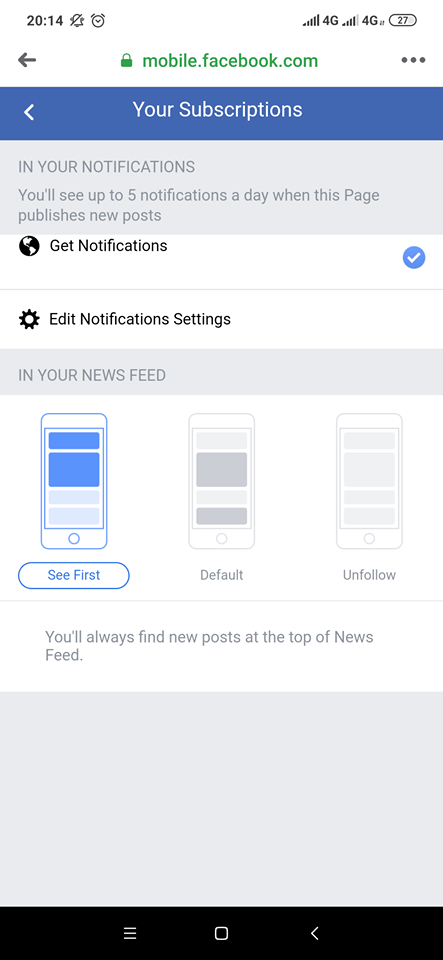 20:14 4G 4G 27
mobile.facebook.com
Your Subscriptions
IN YOUR NOTIFICATIONS
You'll see up to 5 notifications a day when this Page
publishes new posts
Get Notifications
Edit Notifications Settings
IN YOUR NEWS FEED
See First Default Unfollow
You'll always find new posts at the top of News
Feed.